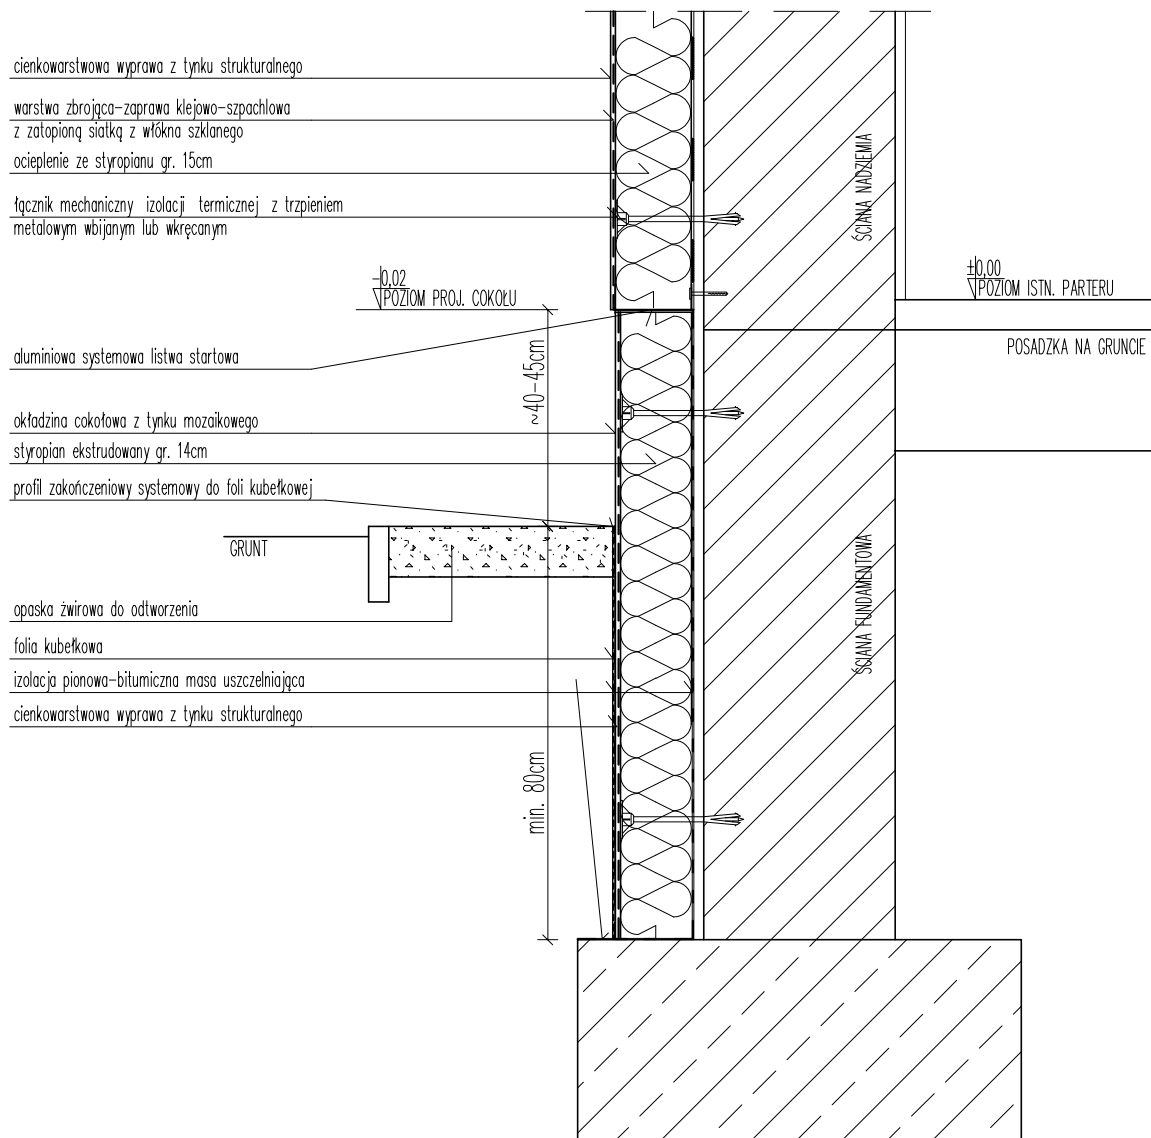 cienkowarstwowa wyprawa z tynku strukturalnego
warstwa zbrojąca-zaprawa klejowo-szpachlowa
z zatopioną siatką z włókna szklanego
ocieplenie ze styropianu gr. 15cm
łącznik mechaniczny izolacji termicznej z trzpieniem
metalowym wbijanym lub wkręcanym
-0,02
POZIOM PROJ. COKOŁU
aluminiowa systemowa listwa startowa
okładzina cokołowa z tynku mozaikowego
styropian ekstrudowany gr. 14cm
profil zakończeniowy systemowy do foli kubełkowej
GRUNT
opaska żwirowa do odtworzenia
folia kubełkowa
izolacja pionowa-bitumiczna masa uszczelniająca
cienkowarstwowa wyprawa z tynku strukturalnego
~40-45cm
min. 80cm
ŚCIANA NADZIEMIA
ŚCIANA FUNDAMENTOWA
±0,00
POZIOM ISTN. PARTERU
POSADZKA NA GRUNCIE